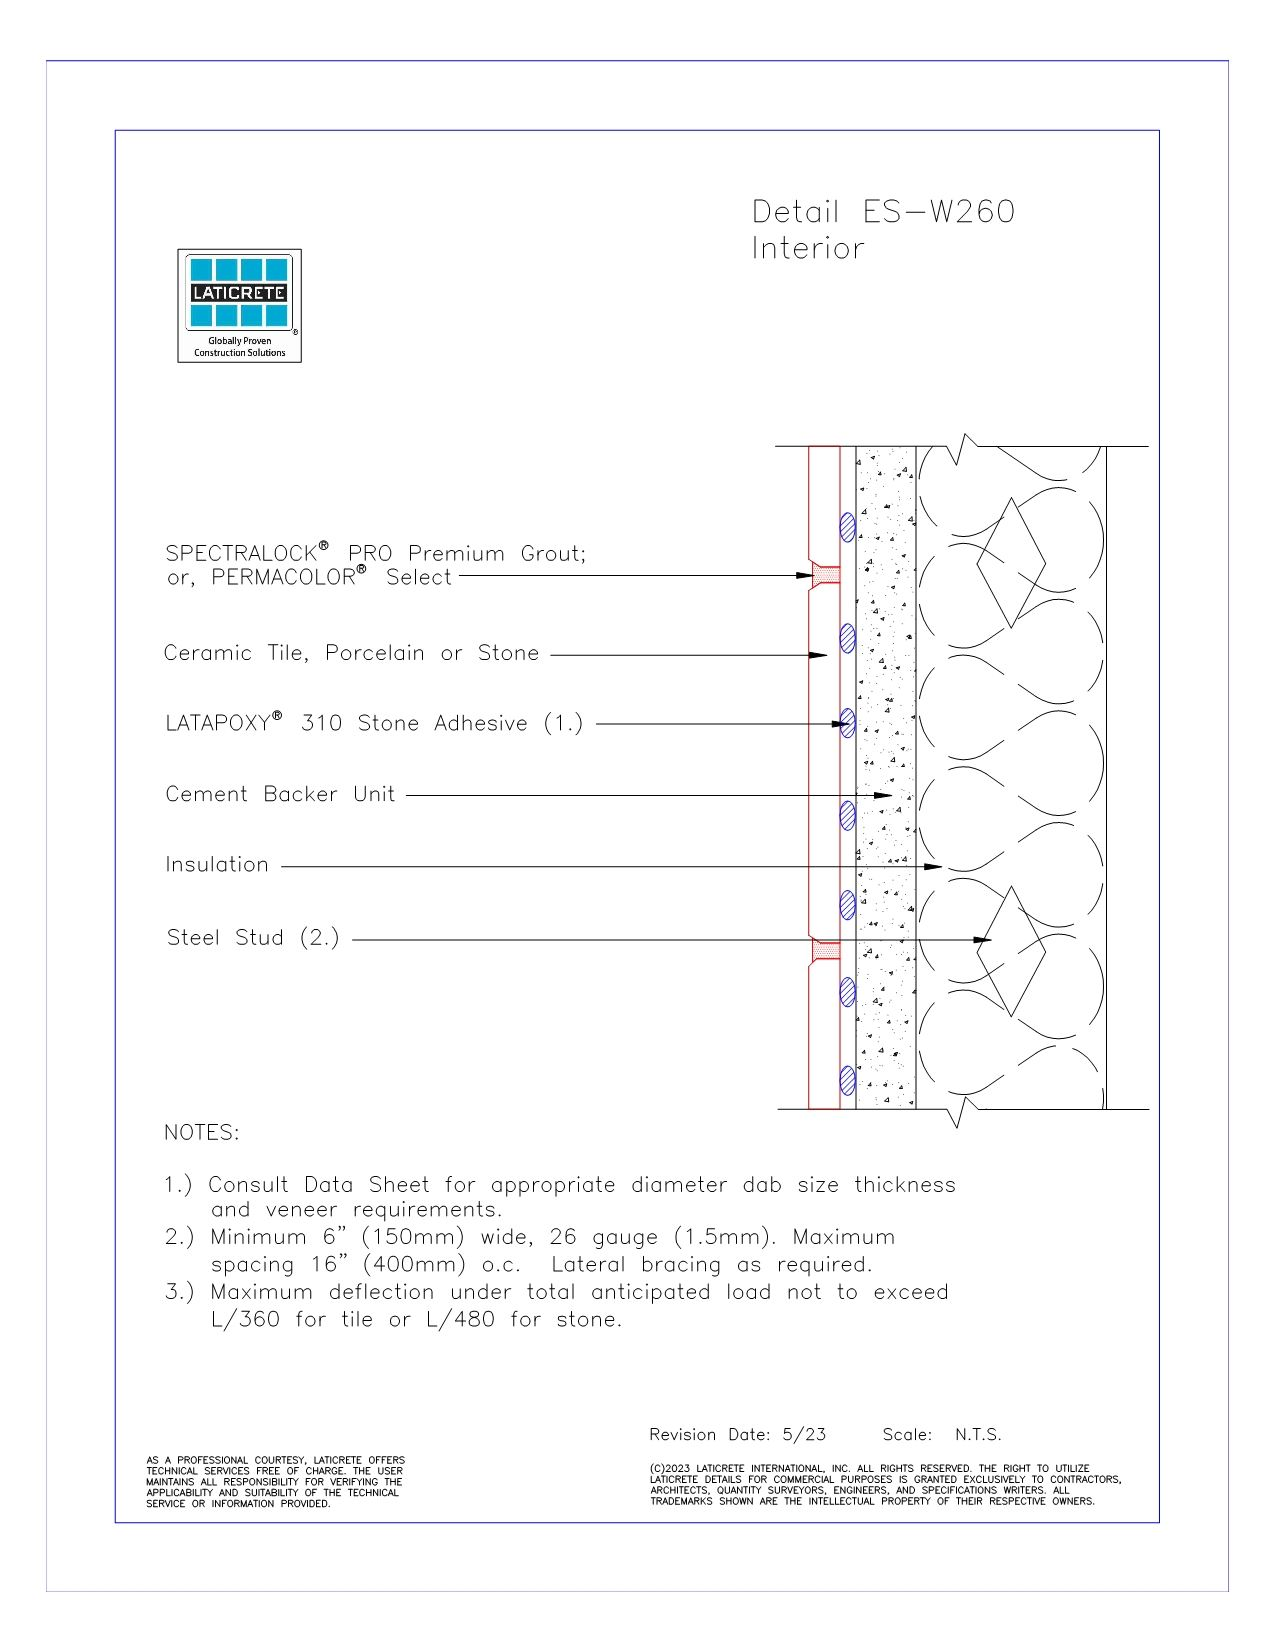 Detail ES-W260
Interior
LATICRETE
®
Globally Proven
Construction Solutions
SPECTRALOCK® PRO Premium Grout;
or, PERMACOLOR® Select
Ceramic Tile, Porcelain or Stone
LATAPOXY® 310 Stone Adhesive (1.)
Cement Backer Unit
Insulation
Steel Stud (2.)
NOTES:
1.) Consult Data Sheet for appropriate diameter dab size thickness
and veneer requirements.
2.) Minimum 6” (150mm) wide, 26 gauge (1.5mm). Maximum
spacing 16” (400mm) o.c. Lateral bracing as required.
3.) Maximum deflection under total anticipated load not to exceed
L/360 for tile or L/480 for stone.
Revision Date: 5/23 Scale: N.T.S.
AS A PROFESSIONAL COURTESY, LATICRETE OFFERS
TECHNICAL SERVICES FREE OF CHARGE. THE USER
MAINTAINS ALL RESPONSIBILITY FOR VERIFYING THE
APPLICABILITY AND SUITABILITY OF THE TECHNICAL
SERVICE OR INFORMATION PROVIDED.
(C)2023 LATICRETE INTERNATIONAL, INC. ALL RIGHTS RESERVED. THE RIGHT TO UTILIZE
LATICRETE DETAILS FOR COMMERCIAL PURPOSES IS GRANTED EXCLUSIVELY TO CONTRACTORS,
ARCHITECTS, QUANTITY SURVEYORS, ENGINEERS, AND SPECIFICATIONS WRITERS. ALL
TRADEMARKS SHOWN ARE THE INTELLECTUAL PROPERTY OF THEIR RESPECTIVE OWNERS.